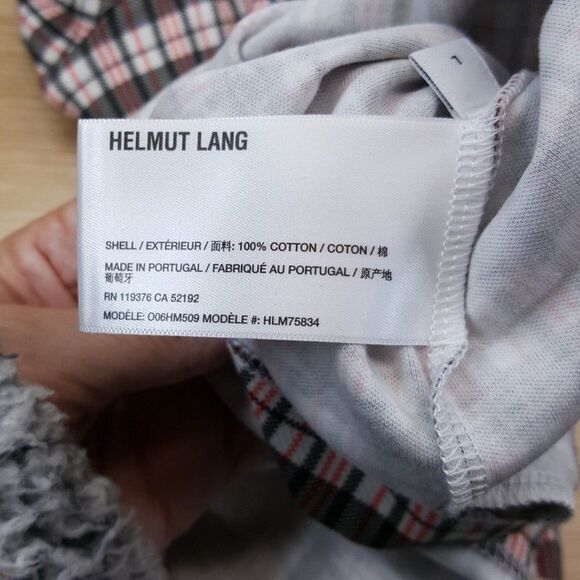 L
HELMUT LANG
SHELL / EXTÉRIEUR / 面料: 100% COTTON / COTON / 棉
MADE IN PORTUGAL / FABRIQUÉ AU PORTUGAL / 原产地
葡萄牙
RN 119376 CA 52192
MODÈLE: O06HM509 MODÈLE #: HLM75834